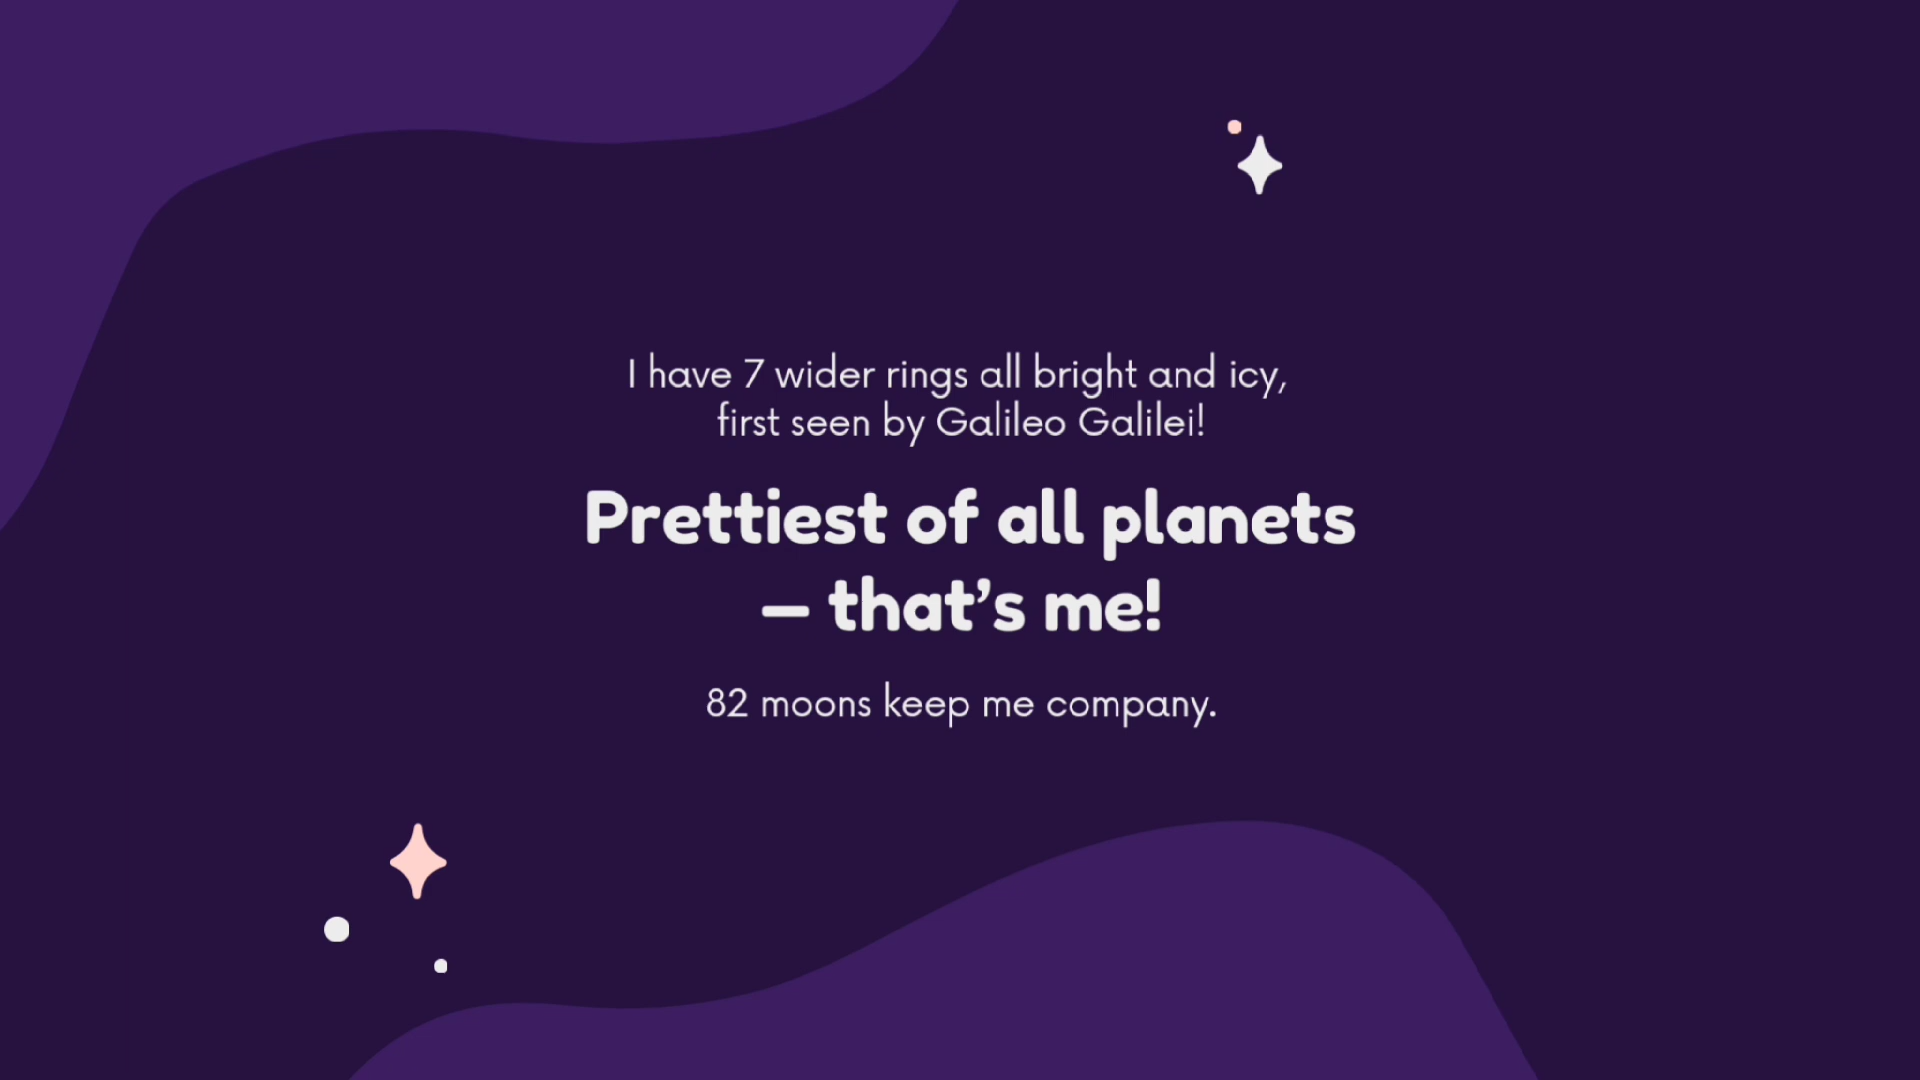 I have 7 wider rings all bright and icy,
first seen by Galileo Galilei!
Prettiest of all planets
– that’s me!
82 moons keep me company.